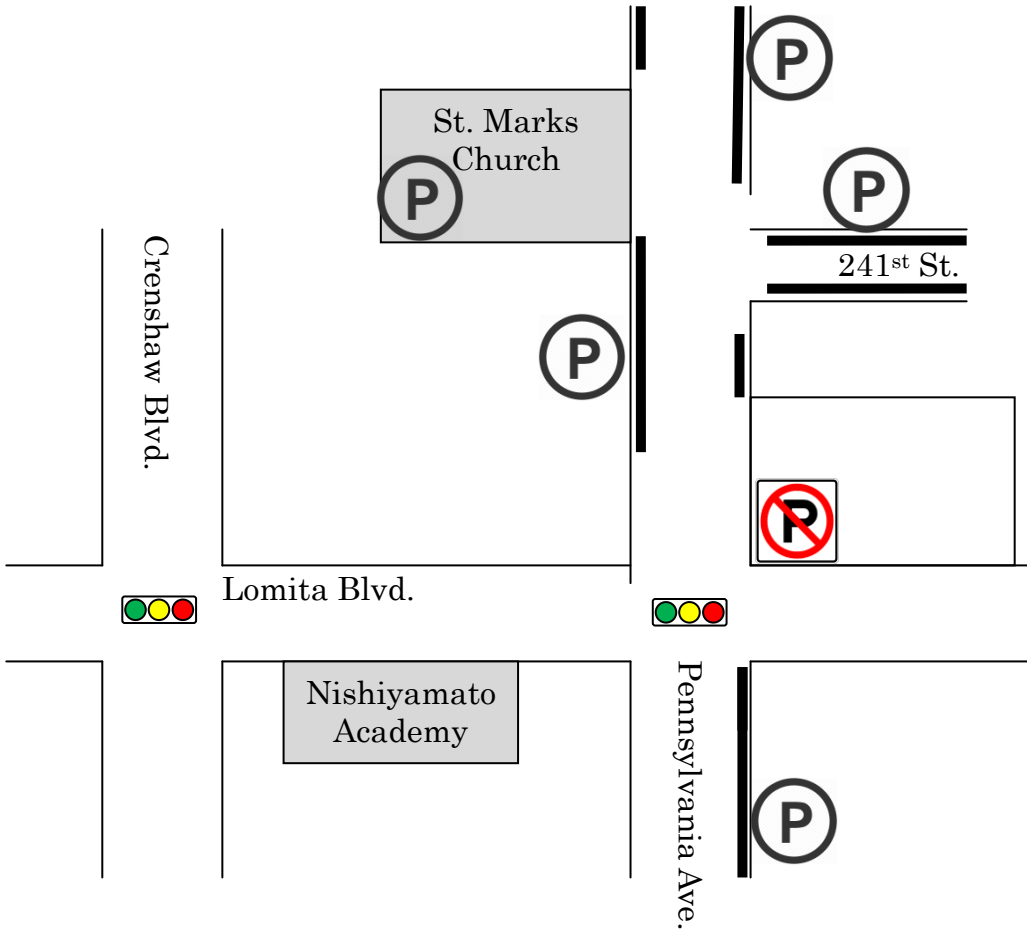 P
St. Marks
Church
P
P
241st St.
Crenshaw Blvd.
P
P
Lomita Blvd.
Nishiyamato
Academy
Pennsylvania Ave.
P